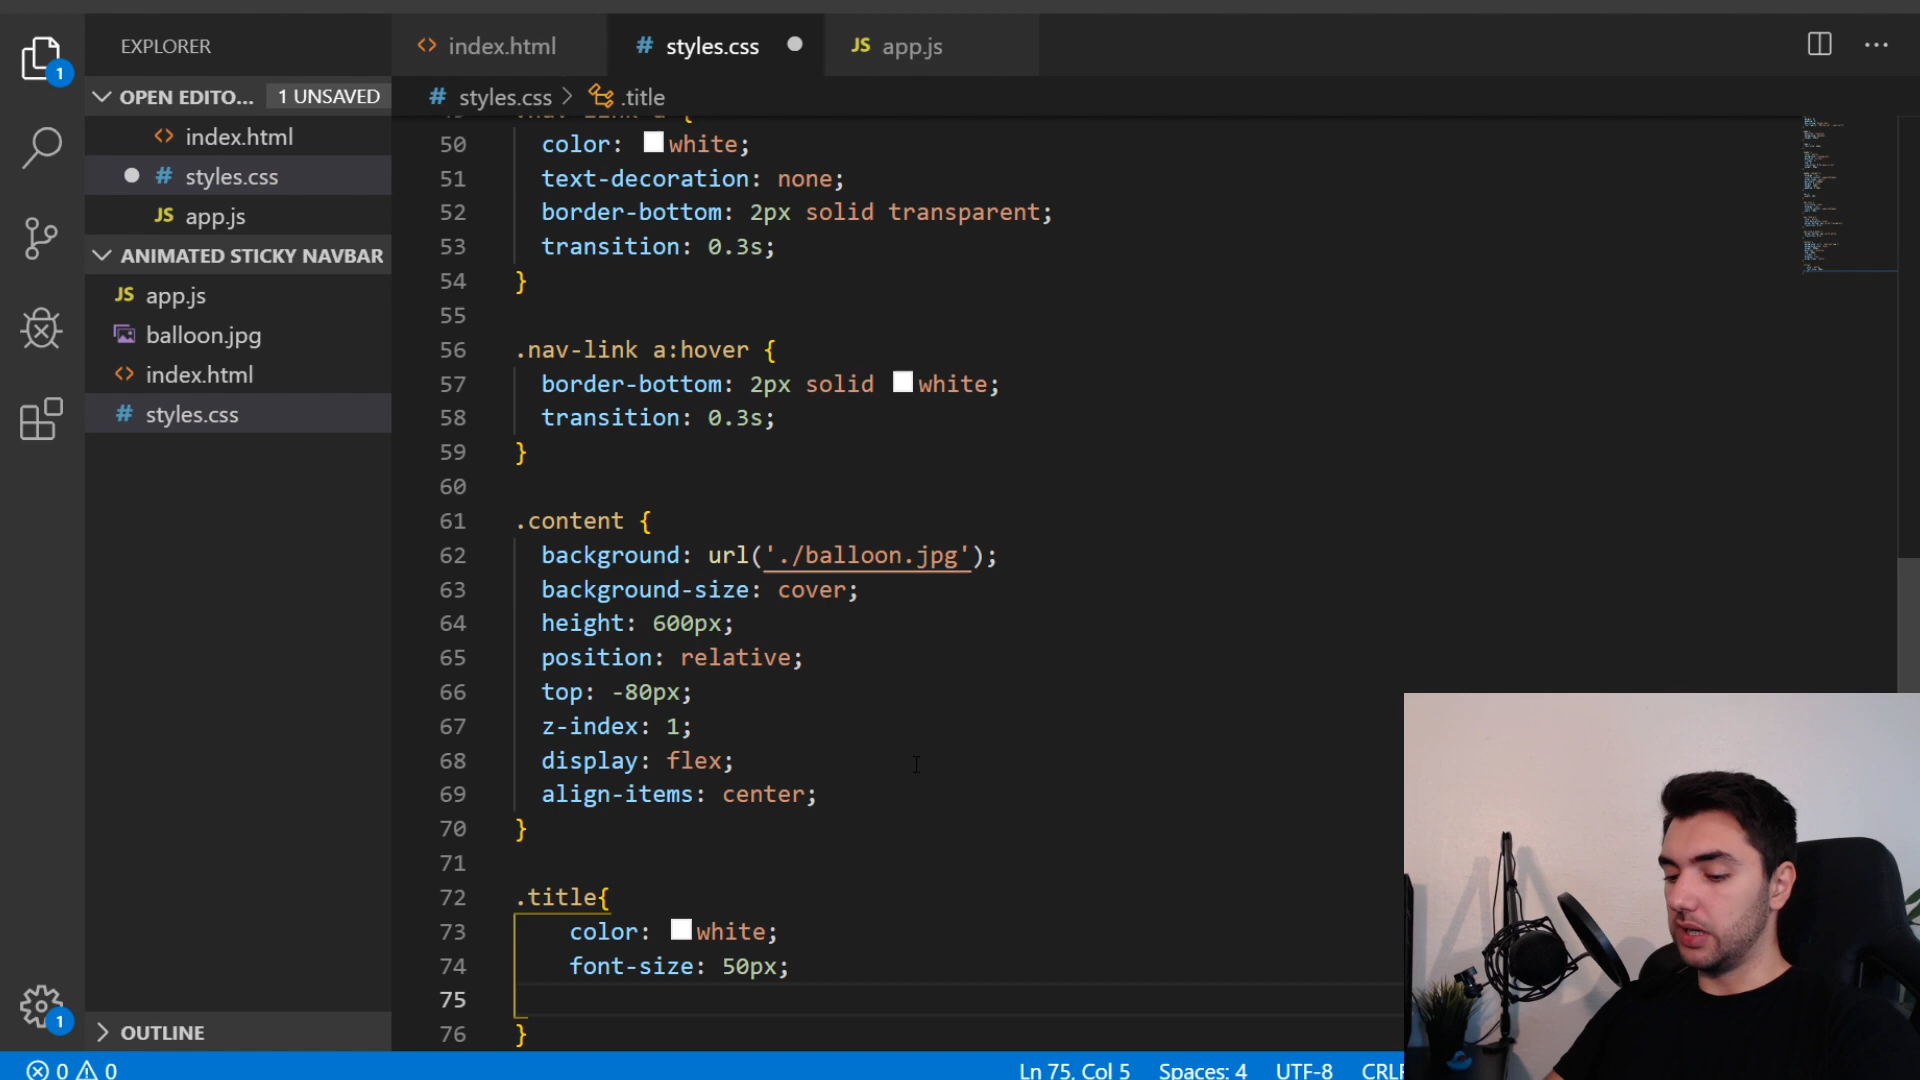 EXPLORER
index.html
styles.css
app.js
OPEN EDITO...
1 UNSAVED
styles.css > .title
index.html
styles.css
app.js
ANIMATED STICKY NAVBAR
app.js
balloon.jpg
index.html
styles.css
OUTLINE
50 color: white;
51 text-decoration: none;
52 border-bottom: 2px solid transparent;
53 transition: 0.3s;
54 }
55
56 .nav-link a:hover {
57 border-bottom: 2px solid white;
58 transition: 0.3s;
59 }
60
61 .content {
62 background: url('./balloon.jpg');
63 background-size: cover;
64 height: 600px;
65 position: relative;
66 top: -80px;
67 z-index: 1;
68 display: flex;
69 align-items: center;
70 }
71
72 .title{
73 color: white;
74 font-size: 50px;
75
76 }
1
1
0 0
Ln 75, Col 5 Spaces: 4 UTF-8 CRLF